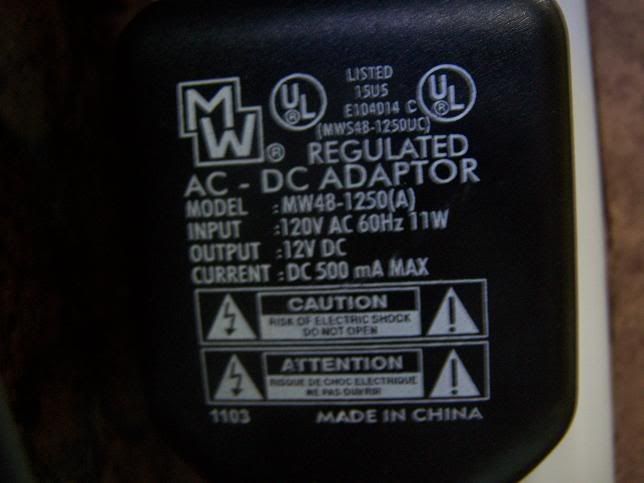 MW
UL
LISTED
15U5
E104014 C
UL
(MWS48-1250UC)
® REGULATED
AC - DC ADAPTOR
MODEL : MW48-1250(A)
INPUT : 120V AC 60Hz 11W
OUTPUT : 12V DC
CURRENT : DC 500 mA MAX
CAUTION
RISK OF ELECTRIC SHOCK
DO NOT OPEN
ATTENTION
RISQUE DE CHOC ELECTRIQUE
NE PAS OUVRIR
1103 MADE IN CHINA